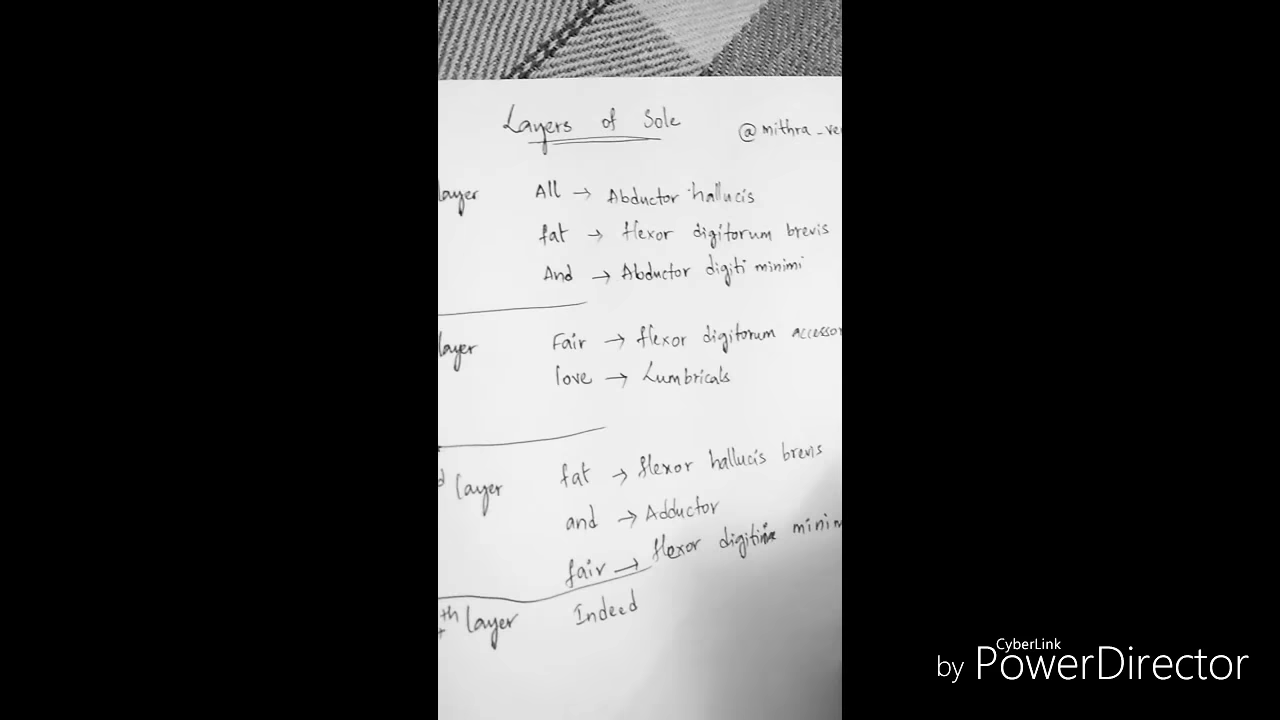 Layers of Sole
@mithra_ve
layer All → Abductor hallucis
fat → flexor digitorum brevis
And → Abductor digiti minimi
layer Fair → flexor digitorum accessor
love → Lumbricals
d layer fat → flexor hallucis brevis
and → Adductor
fair → flexor digiti minim
th layer Indeed
CyberLink
by PowerDirector